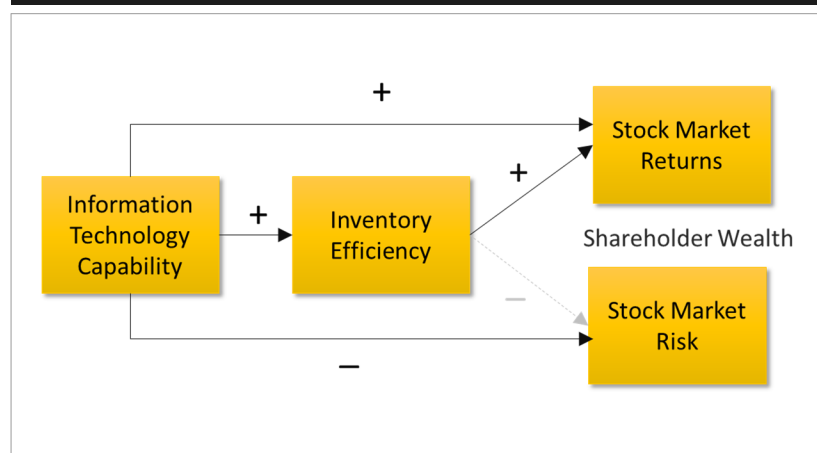 +
Stock Market
Returns
+
Information
Technology
Capability
+
Inventory
Efficiency
Shareholder Wealth
–
Stock Market
Risk
–